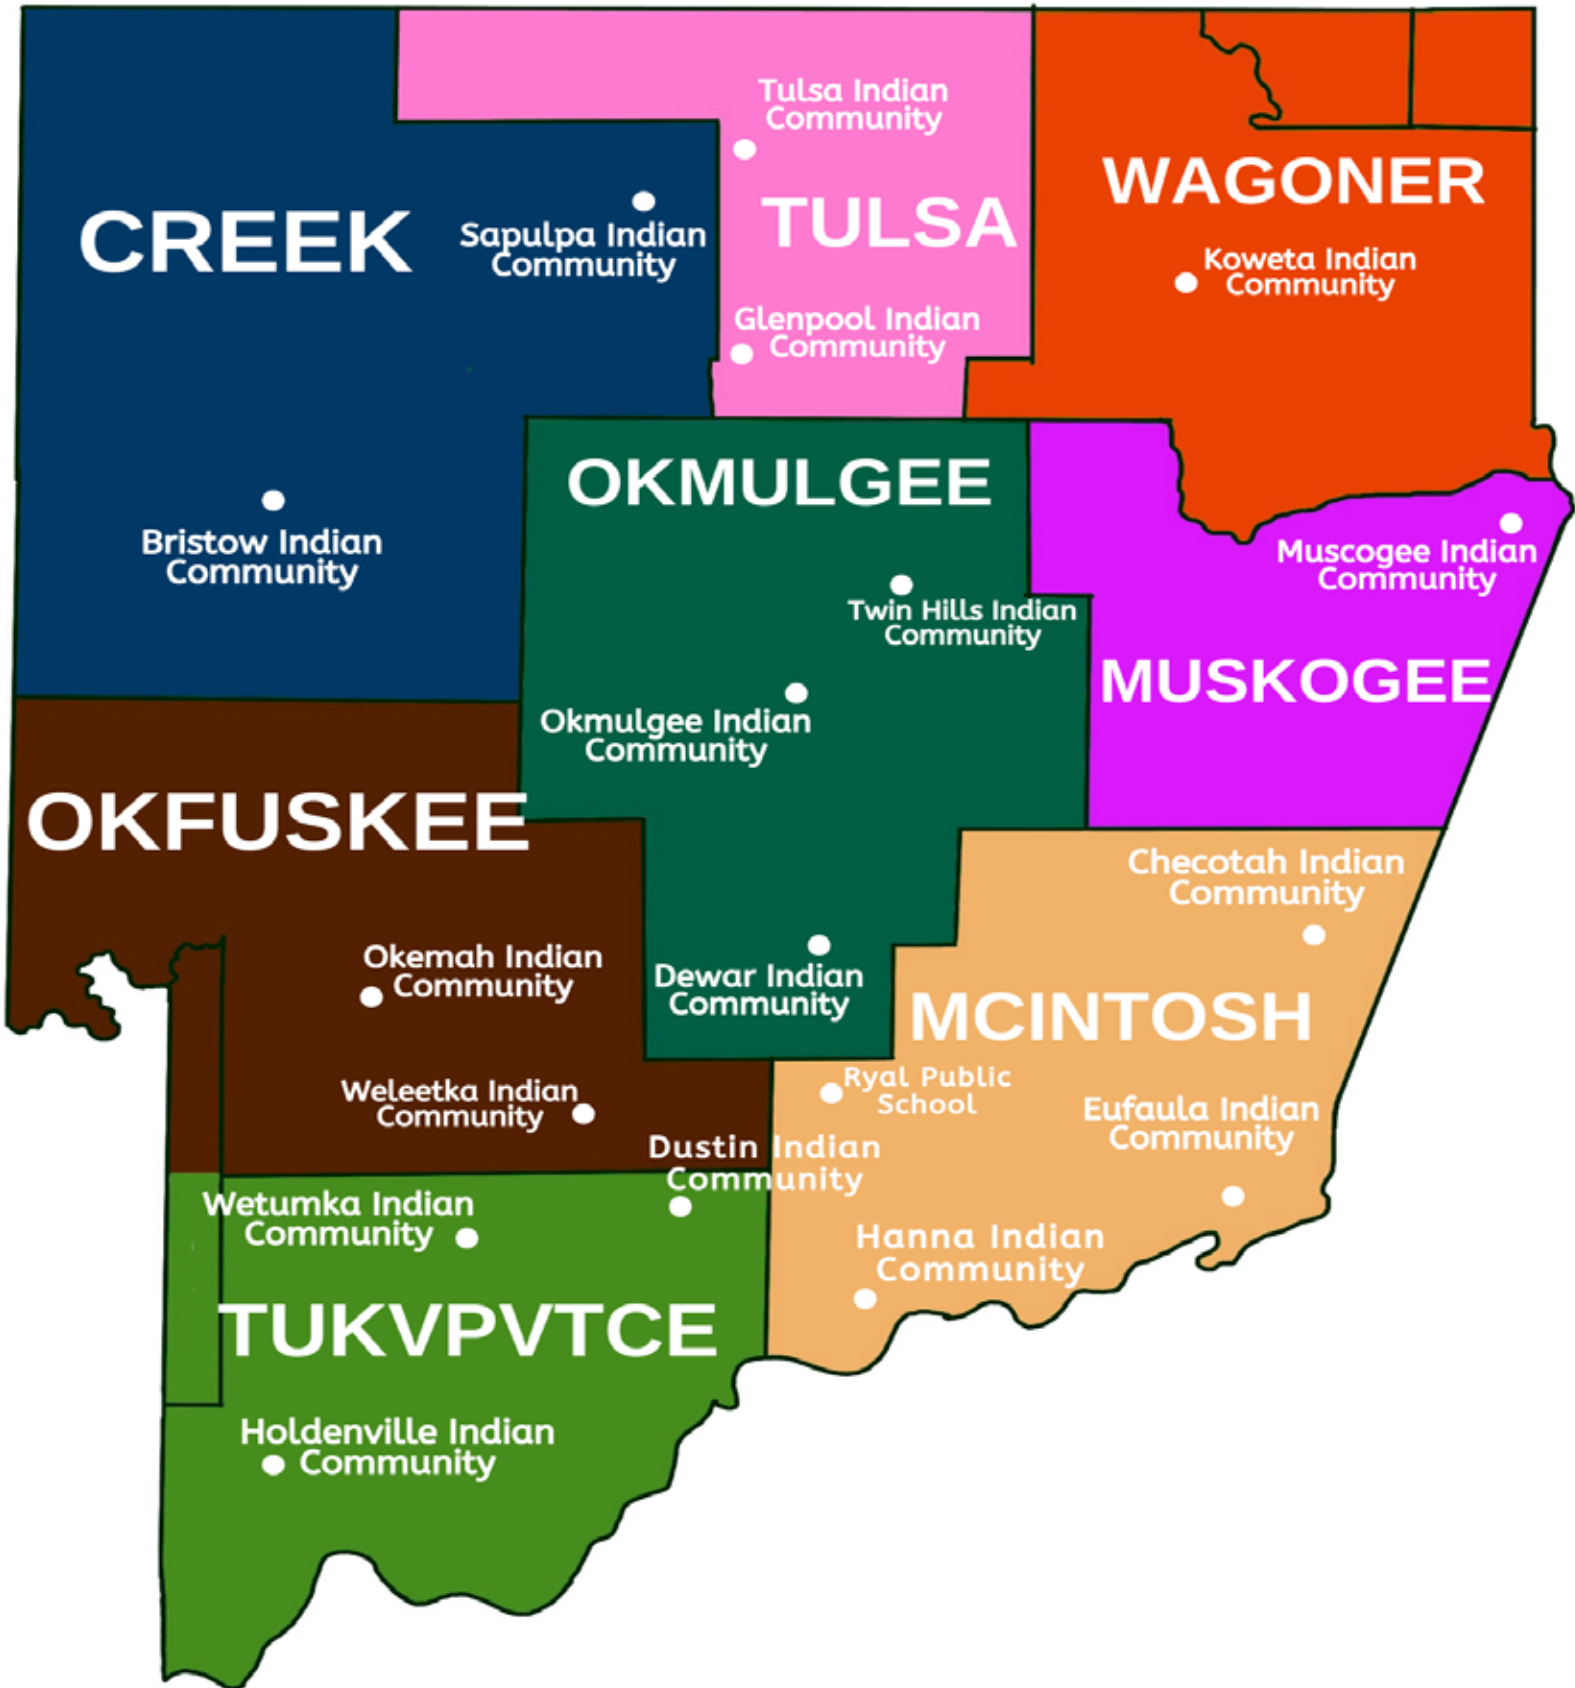 Tulsa Indian
Community
TULSA
WAGONER
CREEK
Sapulpa Indian
Community
Koweta Indian
Community
Glenpool Indian
Community
OKMULGEE
Bristow Indian
Community
Muscogee Indian
Community
Twin Hills Indian
Community
MUSKOGEE
Okmulgee Indian
Community
OKFUSKEE
Checotah Indian
Community
Okemah Indian
Community
Dewar Indian
Community
MCINTOSH
Ryal Public
School
Weleetka Indian
Community
Eufaula Indian
Community
Dustin Indian
Community
Wetumka Indian
Community
Hanna Indian
Community
TUKVPVTCE
Holdenville Indian
Community